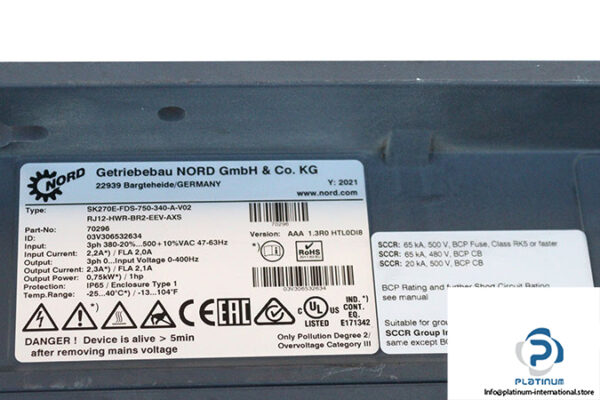 NORD
Getriebebau NORD GmbH & Co. KG
22939 Bargteheide/GERMANY
Y: 2021
www.nord.com
Type: SK270E-FDS-750-340-A-V02
RJ12-HWR-BR2-EEV-AXS
70296
Part-No: 70296
ID: 03V306532634
Version: AAA 1.3R0 HTL0DI8
Input: 3ph 380-20%...500+10%VAC 47-63Hz
Input Current: 2,2A*) / FLA 2,0A
Output: 3ph 0...Input Voltage 0-400Hz
Output Current: 2,3A*) / FLA 2,1A
Output Power: 0,75kW*) / 1hp
Protection: IP65 / Enclosure Type 1
Temp.Range: -25...40°C*) / -13...104°F
*)
RoHS
03V306532634
CE
EAC
c UL US
LISTED
IND. *)
CONT.
EQ.
E171342
DANGER ! Device is alive > 5min
after removing mains voltage
Only Pollution Degree 2/
Overvoltage Category III
SCCR: 65 kA, 500 V, BCP Fuse, Class RK5 or faster
SCCR: 65 kA, 480 V, BCP CB
SCCR: 20 kA, 500 V, BCP CB
BCP Rating and further Short Circuit Rating
see manual
Suitable for
SCCR Group
same except
PLATINUM
INTERNATIONAL
Info@platinum-international.store